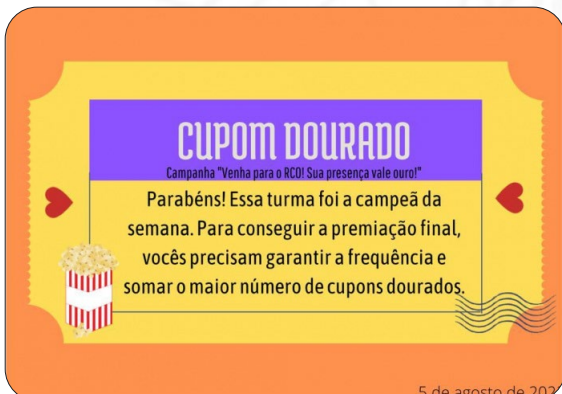 CUPOM DOURADO
Campanha "Venha para o RCO! Sua presença vale ouro!"
Parabéns! Essa turma foi a campeã da
semana. Para conseguir a premiação final,
vocês precisam garantir a frequência e
somar o maior número de cupons dourados.
5 de agosto de